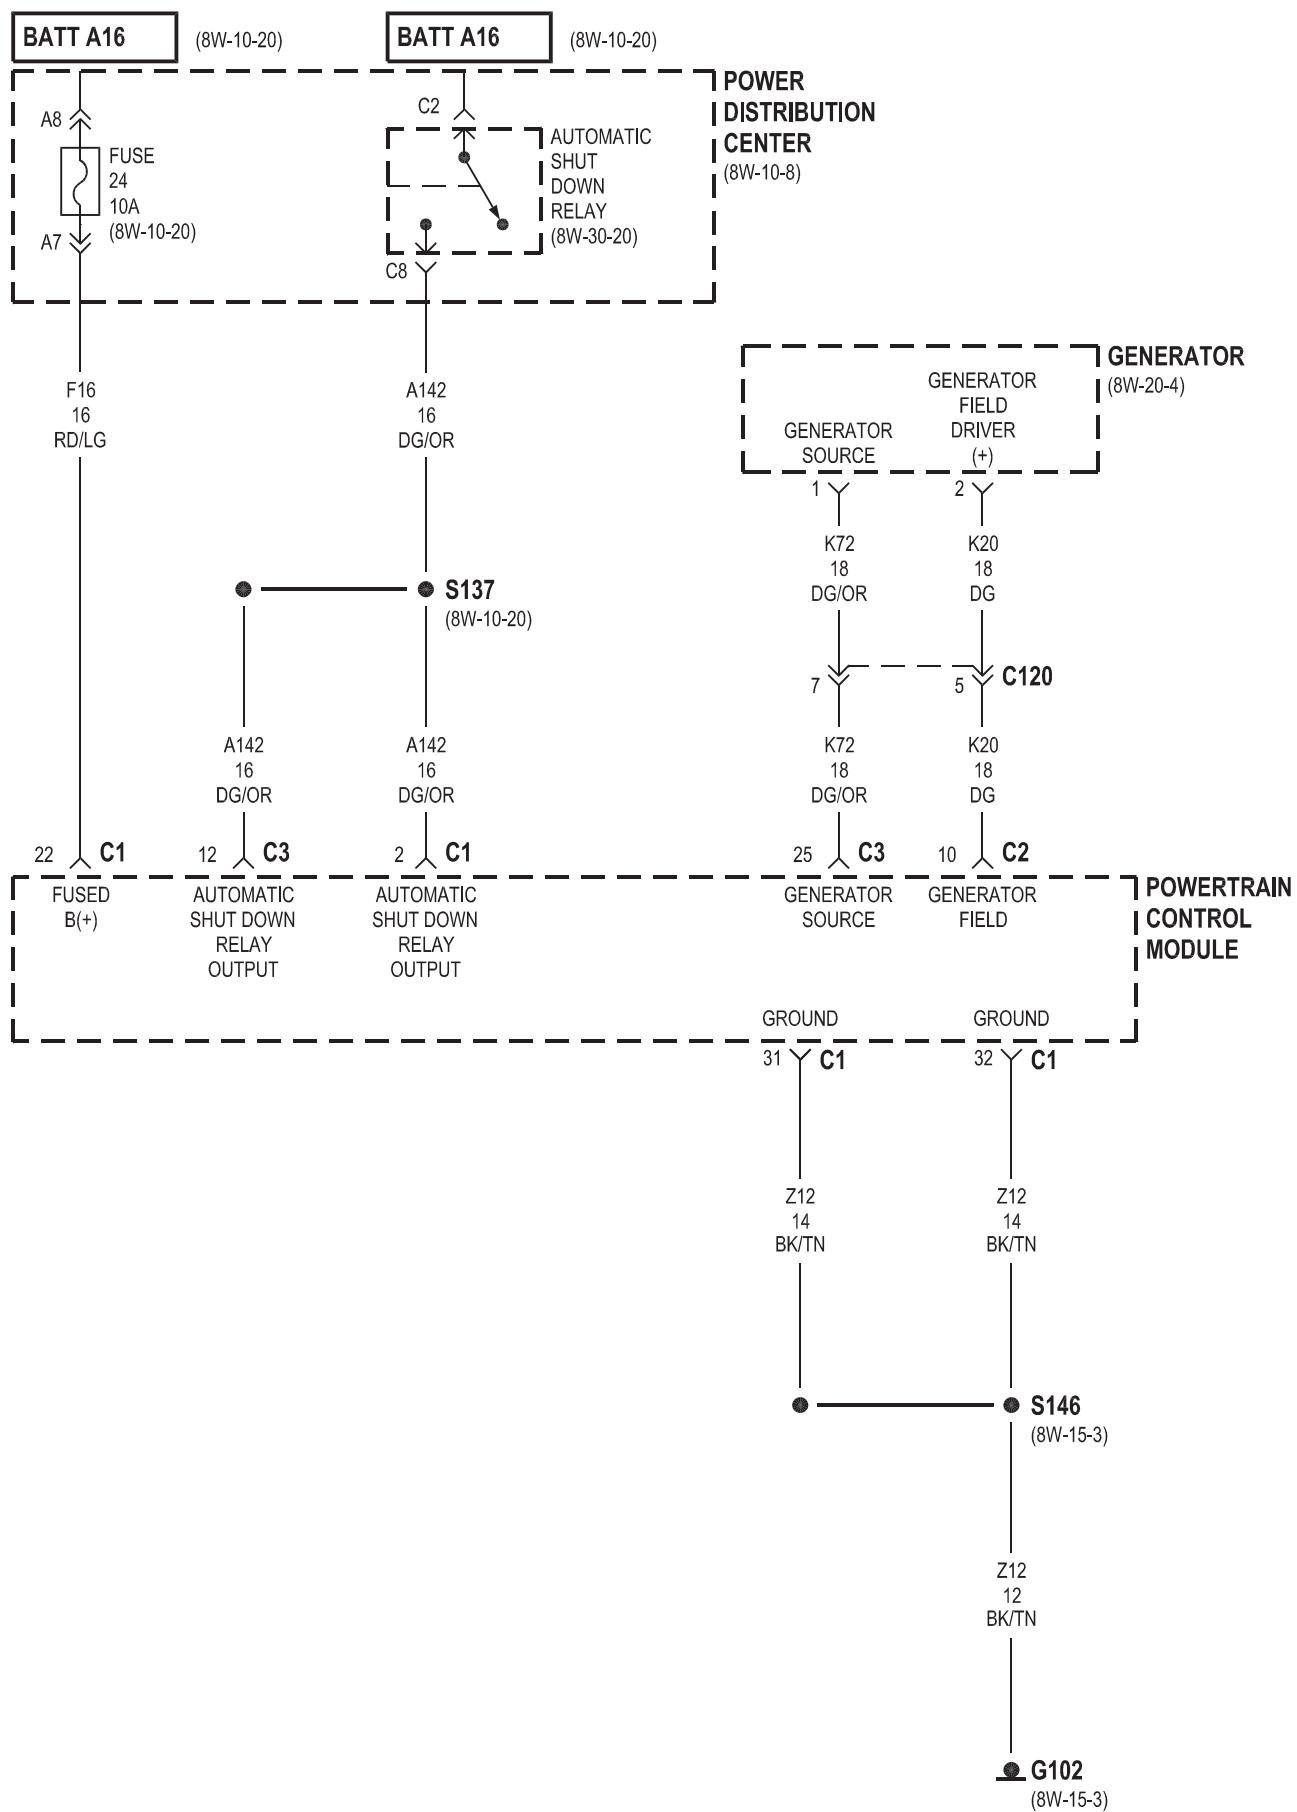 BATT A16
(8W-10-20)
BATT A16
(8W-10-20)
POWER
DISTRIBUTION
CENTER
(8W-10-8)
A8
FUSE
24
10A
(8W-10-20)
A7
C2
AUTOMATIC
SHUT
DOWN
RELAY
(8W-30-20)
C8
F16
16
RD/LG
A142
16
DG/OR
GENERATOR
(8W-20-4)
GENERATOR
SOURCE
GENERATOR
FIELD
DRIVER
(+)
1
2
K72
18
DG/OR
K20
18
DG
S137
(8W-10-20)
7
5
C120
A142
16
DG/OR
A142
16
DG/OR
K72
18
DG/OR
K20
18
DG
22 C1
12 C3
2 C1
25 C3
10 C2
POWERTRAIN
CONTROL
MODULE
FUSED
B(+)
AUTOMATIC
SHUT DOWN
RELAY
OUTPUT
AUTOMATIC
SHUT DOWN
RELAY
OUTPUT
GENERATOR
SOURCE
GENERATOR
FIELD
GROUND
GROUND
31 C1
32 C1
Z12
14
BK/TN
Z12
14
BK/TN
S146
(8W-15-3)
Z12
12
BK/TN
G102
(8W-15-3)